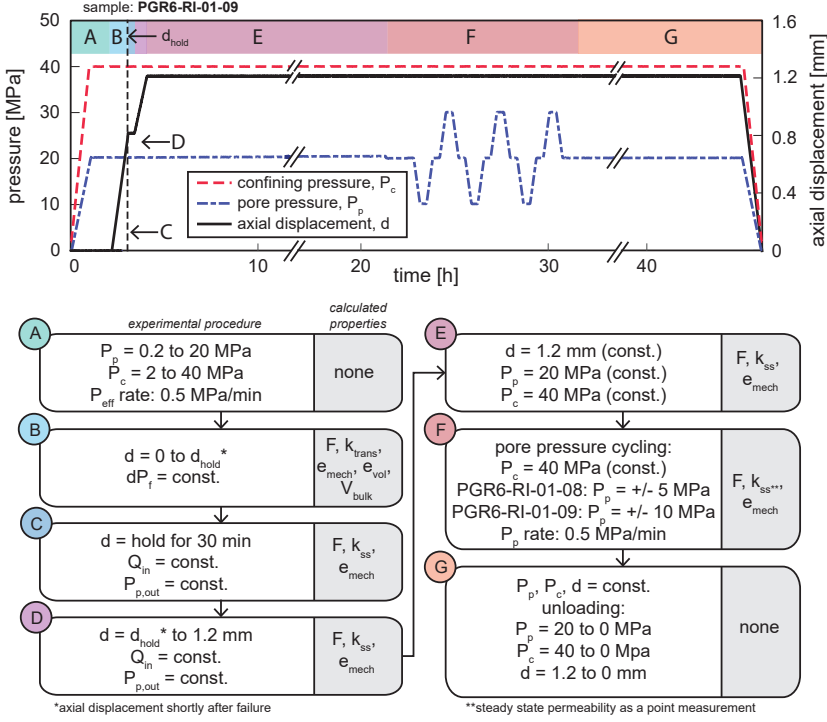 sample: PGR6-RI-01-09
50
40
30
20
10
0
pressure [MPa]
A
B
d_hold
E
F
G
1.6
1.2
0.8
0.4
0
axial displacement [mm]
D
C
confining pressure, P_c
pore pressure, P_p
axial displacement, d
0
10
20
30
40
time [h]
experimental procedure
calculated properties
A
P_p = 0.2 to 20 MPa
P_c = 2 to 40 MPa
P_eff rate: 0.5 MPa/min
none
B
d = 0 to d_hold*
dP_f = const.
F, k_trans,
e_mech, e_vol,
V_bulk
C
d = hold for 30 min
Q_in = const.
P_p,out = const.
F, k_ss,
e_mech
D
d = d_hold* to 1.2 mm
Q_in = const.
P_p,out = const.
F, k_ss,
e_mech
*axial displacement shortly after failure
E
d = 1.2 mm (const.)
P_p = 20 MPa (const.)
P_c = 40 MPa (const.)
F, k_ss,
e_mech
F
pore pressure cycling:
P_c = 40 MPa (const.)
PGR6-RI-01-08: P_p = +/- 5 MPa
PGR6-RI-01-09: P_p = +/- 10 MPa
P_p rate: 0.5 MPa/min
F, k_ss**,
e_mech
G
P_p, P_c, d = const.
unloading:
P_p = 20 to 0 MPa
P_c = 40 to 0 Mpa
d = 1.2 to 0 mm
none
**steady state permeability as a point measurement